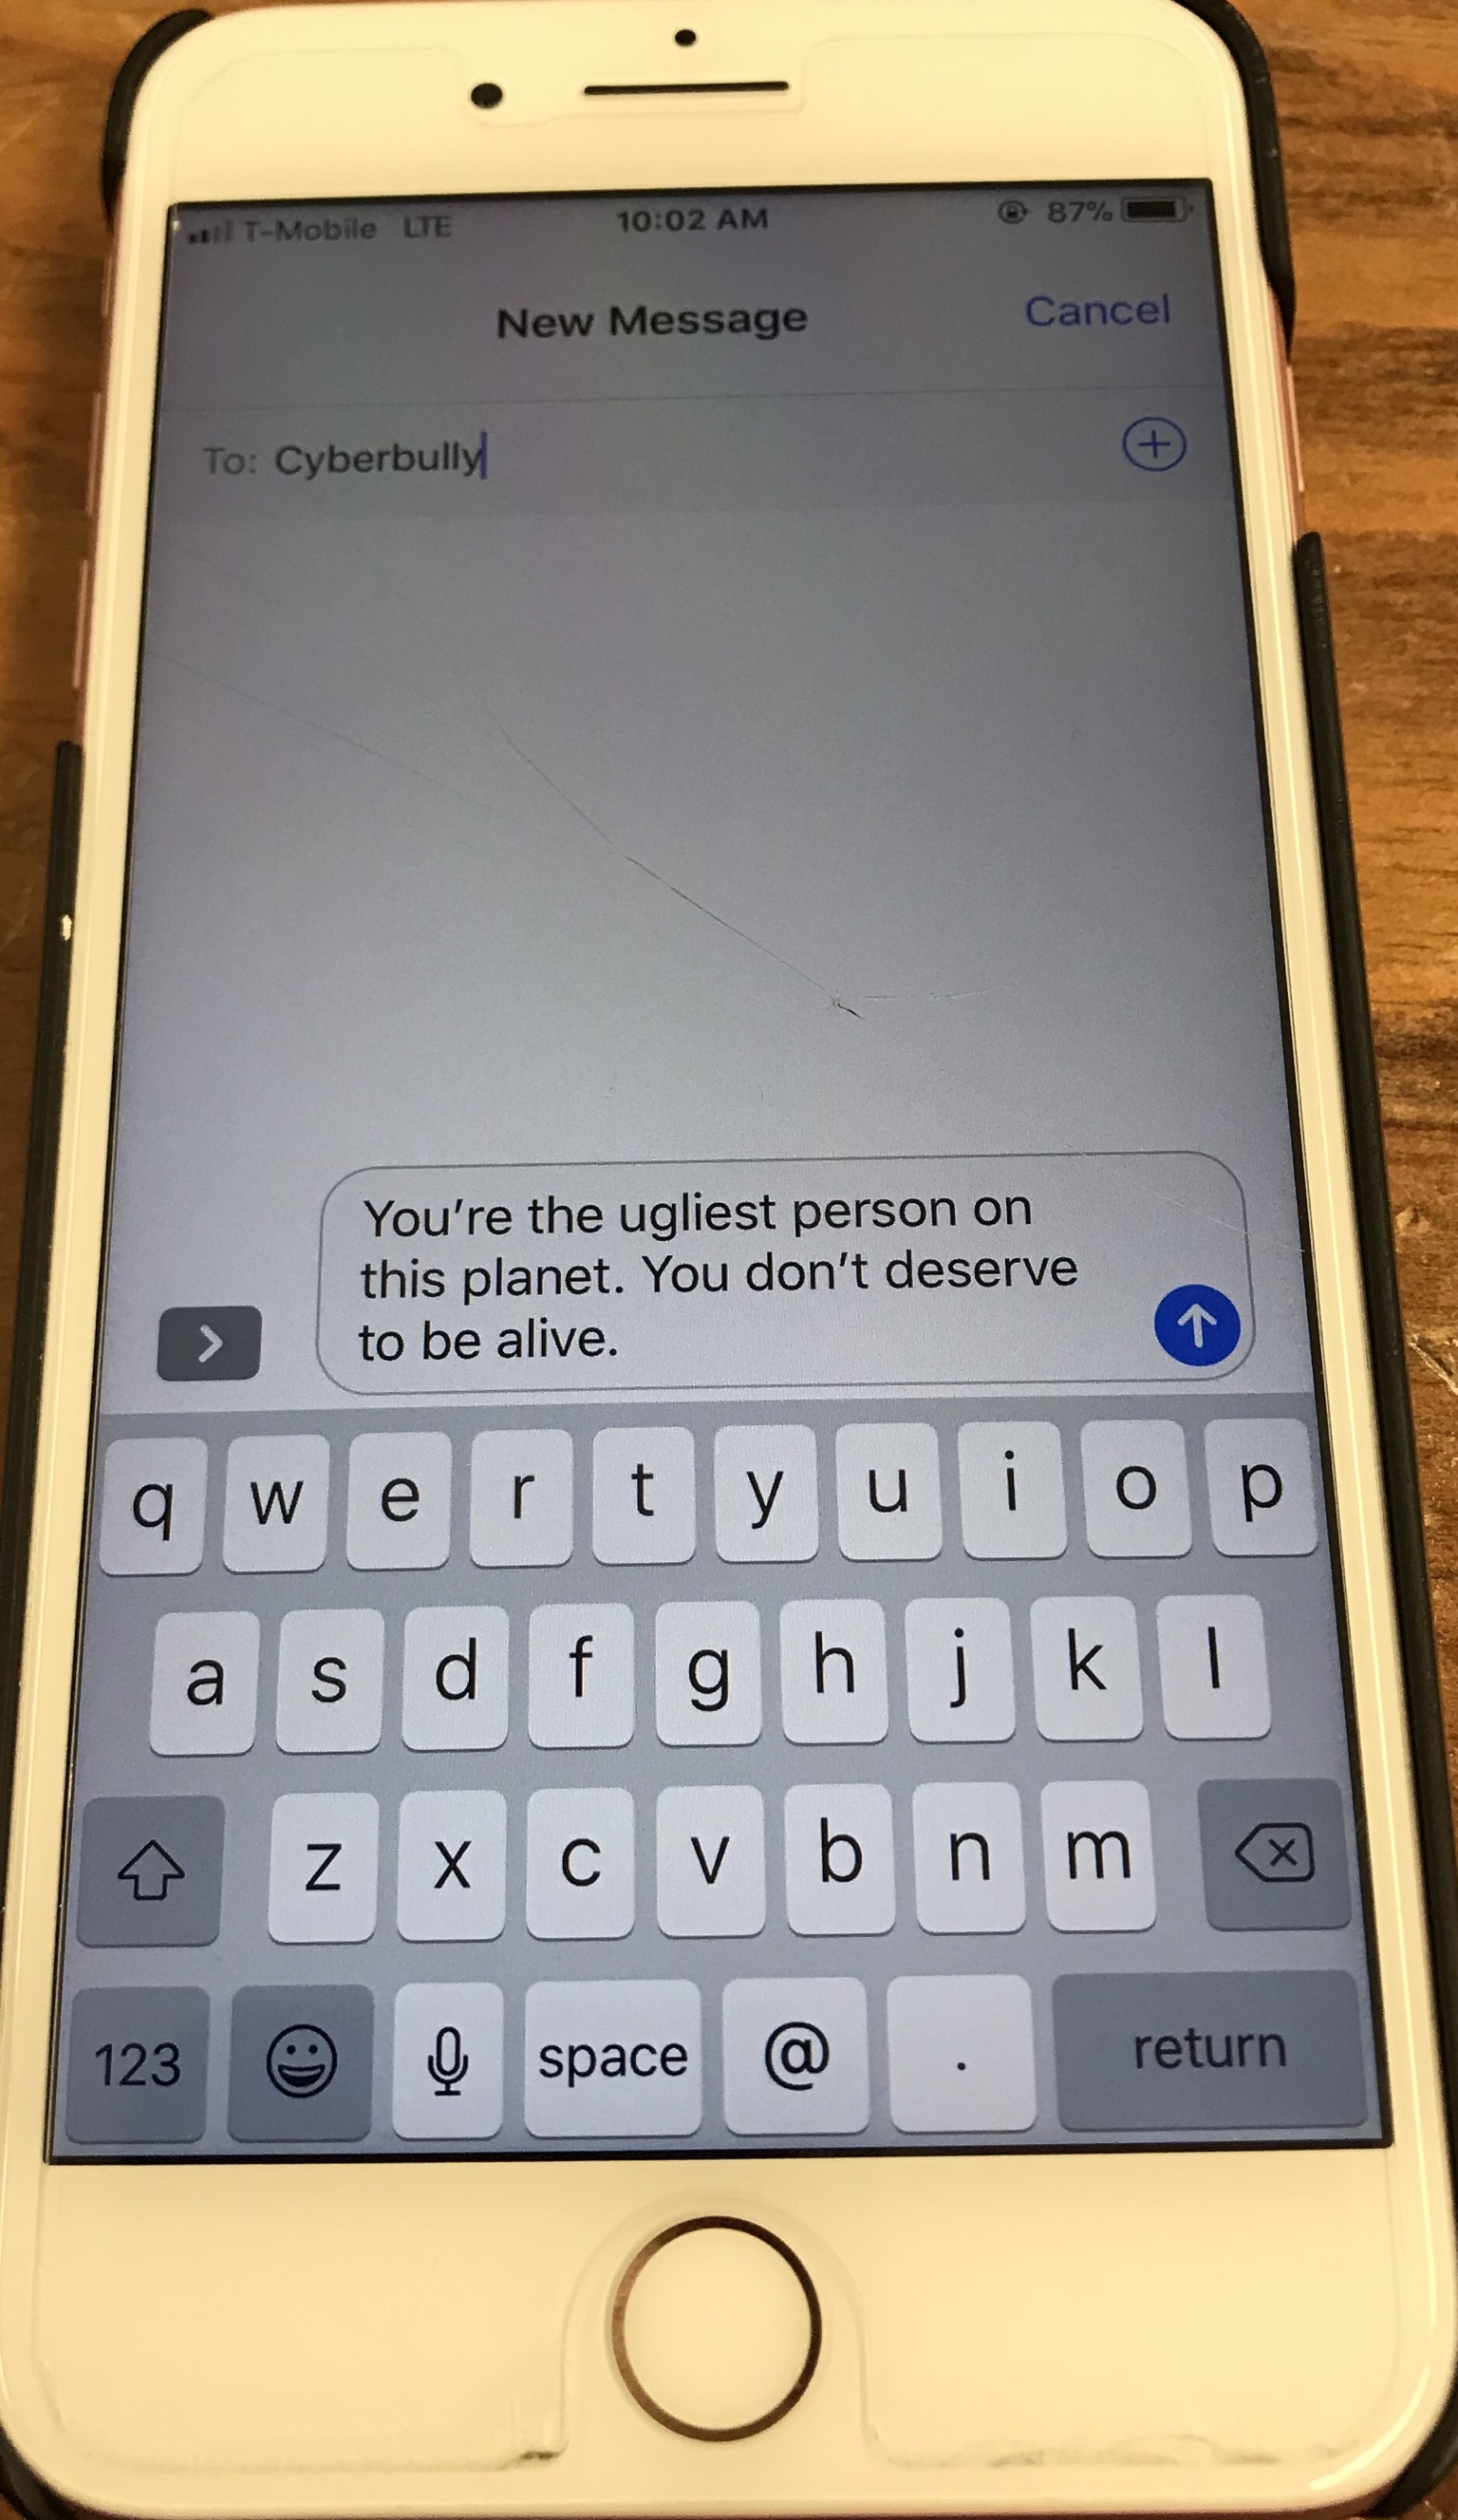 T-Mobile LTE 10:02 AM 87%
New Message Cancel
To: Cyberbully
You're the ugliest person on
this planet. You don't deserve
to be alive.
q w e r t y u i o p
a s d f g h j k l
z x c v b n m
123 space @ . return